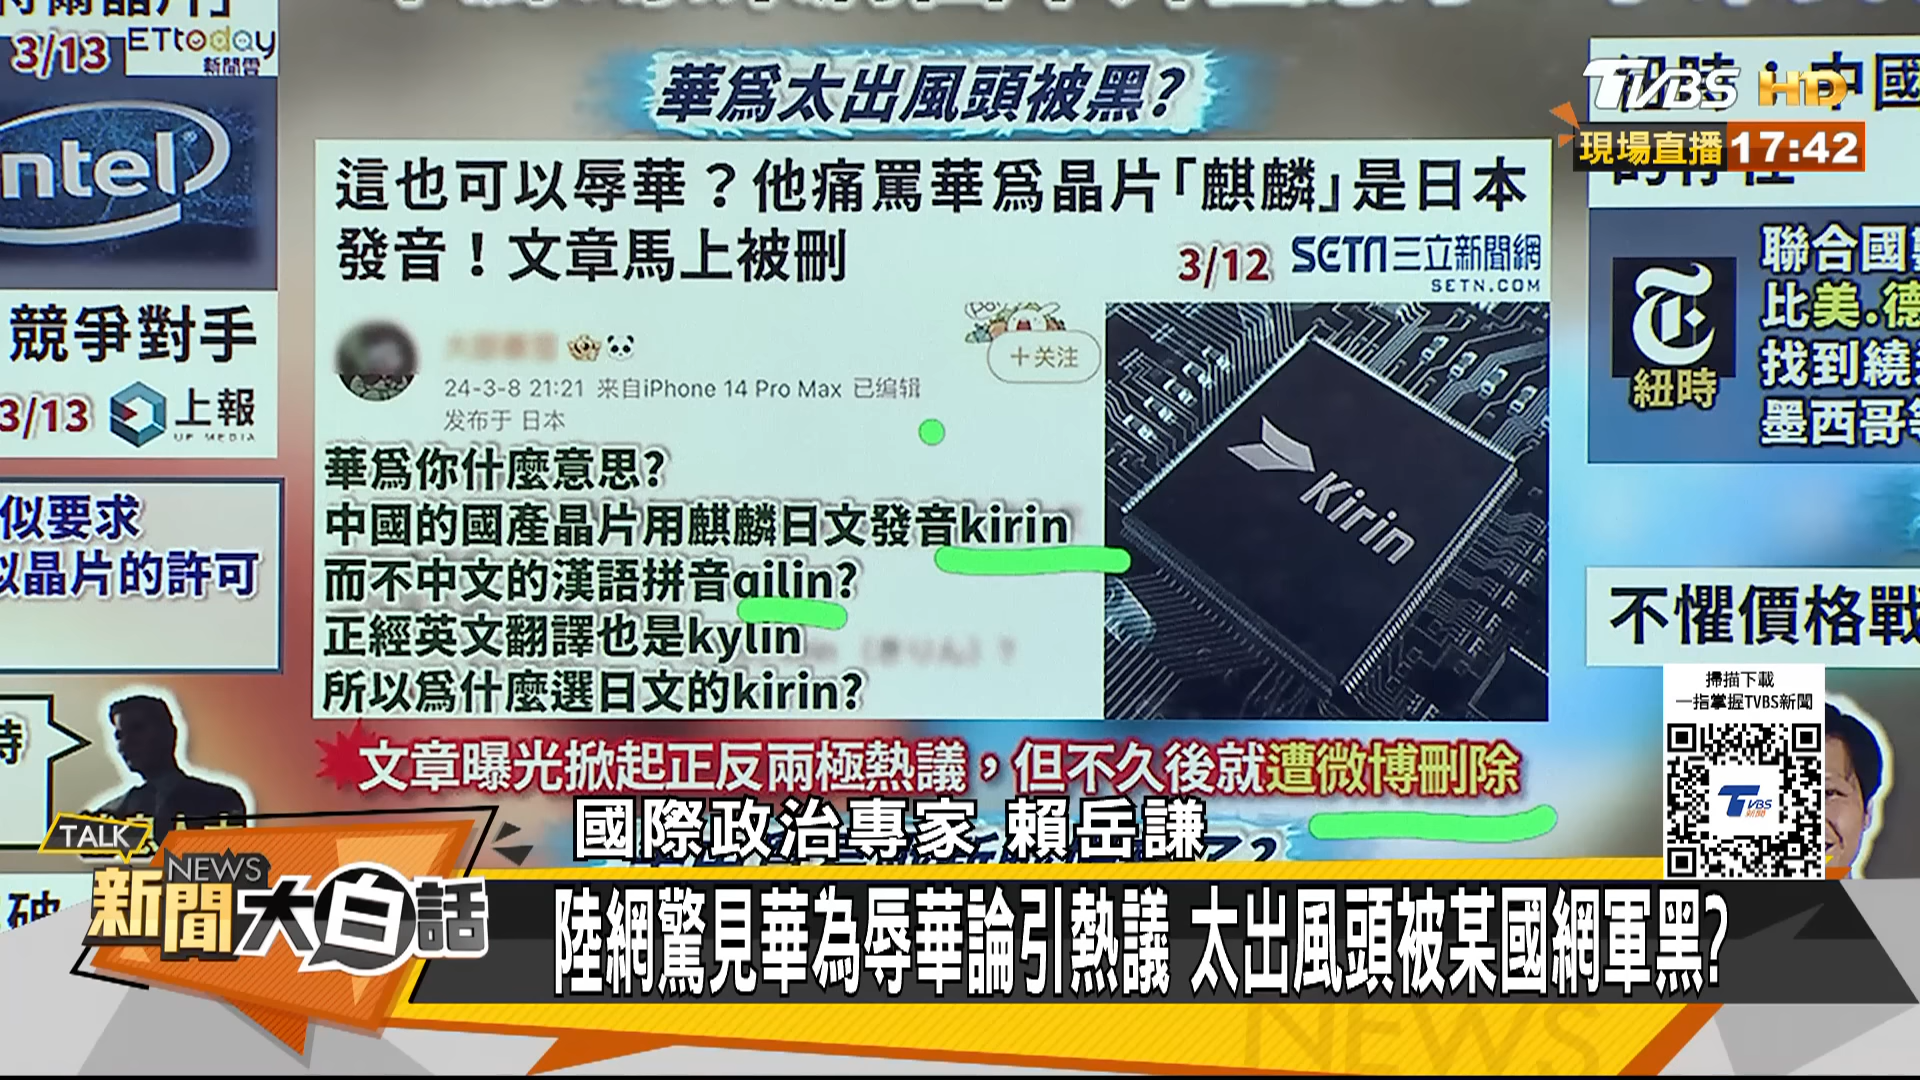 3/13
ETtoday
新聞雲
intel
競爭對手
3/13
上報
UP MEDIA
似要求
以晶片的許可
華爲太出風頭被黑?
這也可以辱華？他痛罵華爲晶片「麒麟」是日本
發音！文章馬上被刪
3/12 SETN三立新聞網
SETN.COM
+关注
24-3-8 21:21 来自iPhone 14 Pro Max 已编辑
发布于 日本
華爲你什麼意思?
中國的國產晶片用麒麟日文發音kirin
而不中文的漢語拼音qilin?
正經英文翻譯也是kylin
所以爲什麼選日文的kirin?
Kirin
文章曝光掀起正反兩極熱議，但不久後就遭微博刪除
TVBS HD
現場直播 17:42
聯合國
比美.德
找到繞
墨西哥
紐時
不懼價格戰
掃描下載
一指掌握TVBS新聞
TVBS
新聞
國際政治專家 賴岳謙
TALK
NEWS
新聞大白話
陸網驚見華為辱華論引熱議 太出風頭被某國網軍黑?
NEWS